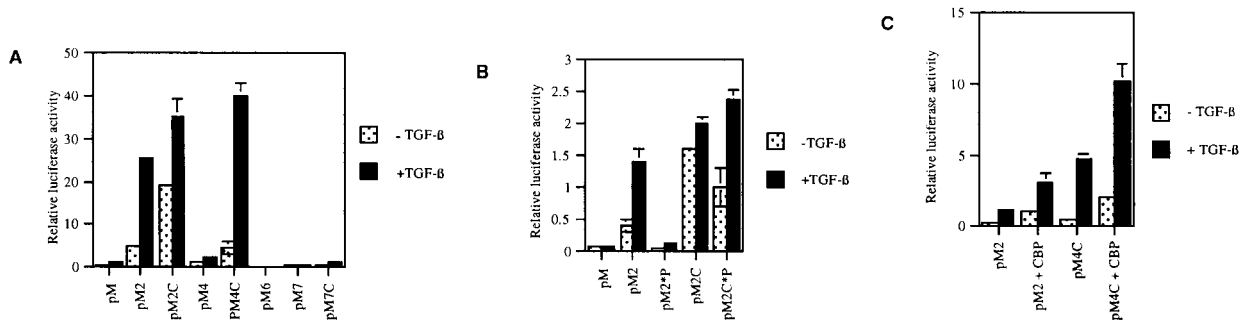 A
Relative luciferase activity
50
40
30
20
10
0
pM
pM2
pM2C
pM4
PM4C
pM6
pM7
pM7C
- TGF-ß
+TGF-ß
B
Relative luciferase activity
3
2.5
2
1.5
1
0.5
0
pM
pM2
pM2*P
pM2C
pM2C*P
-TGF-ß
+TGF-ß
C
Relative luciferase activity
15
10
5
0
pM2
pM2 + CBP
pM4C
pM4C + CBP
- TGF-ß
+ TGF-ß